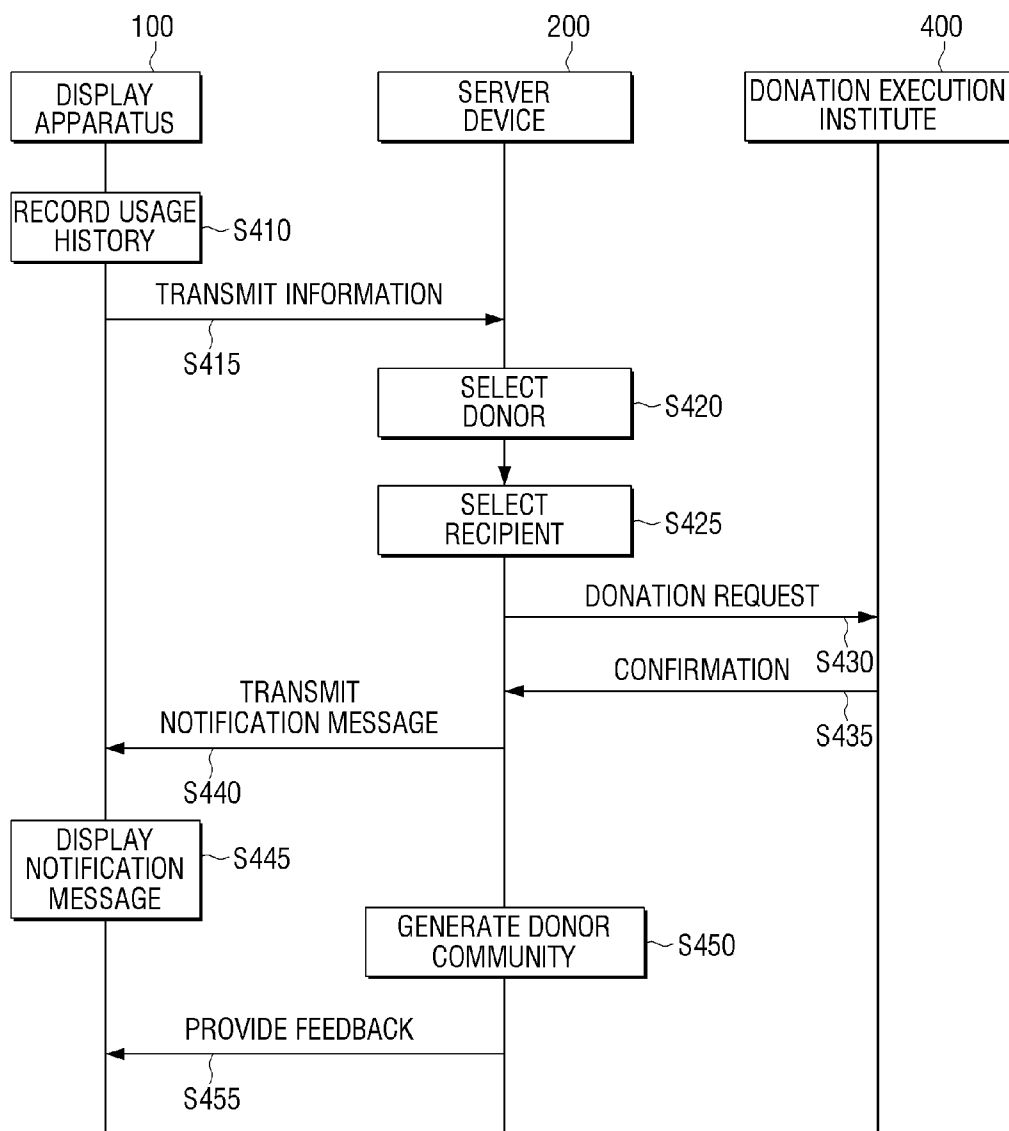 100
200
400
DISPLAY
APPARATUS
SERVER
DEVICE
DONATION EXECUTION
INSTITUTE
RECORD USAGE
HISTORY
S410
TRANSMIT INFORMATION
S415
SELECT
DONOR
S420
SELECT
RECIPIENT
S425
DONATION REQUEST
S430
CONFIRMATION
S435
TRANSMIT
NOTIFICATION MESSAGE
S440
DISPLAY
NOTIFICATION
MESSAGE
S445
GENERATE DONOR
COMMUNITY
S450
PROVIDE FEEDBACK
S455